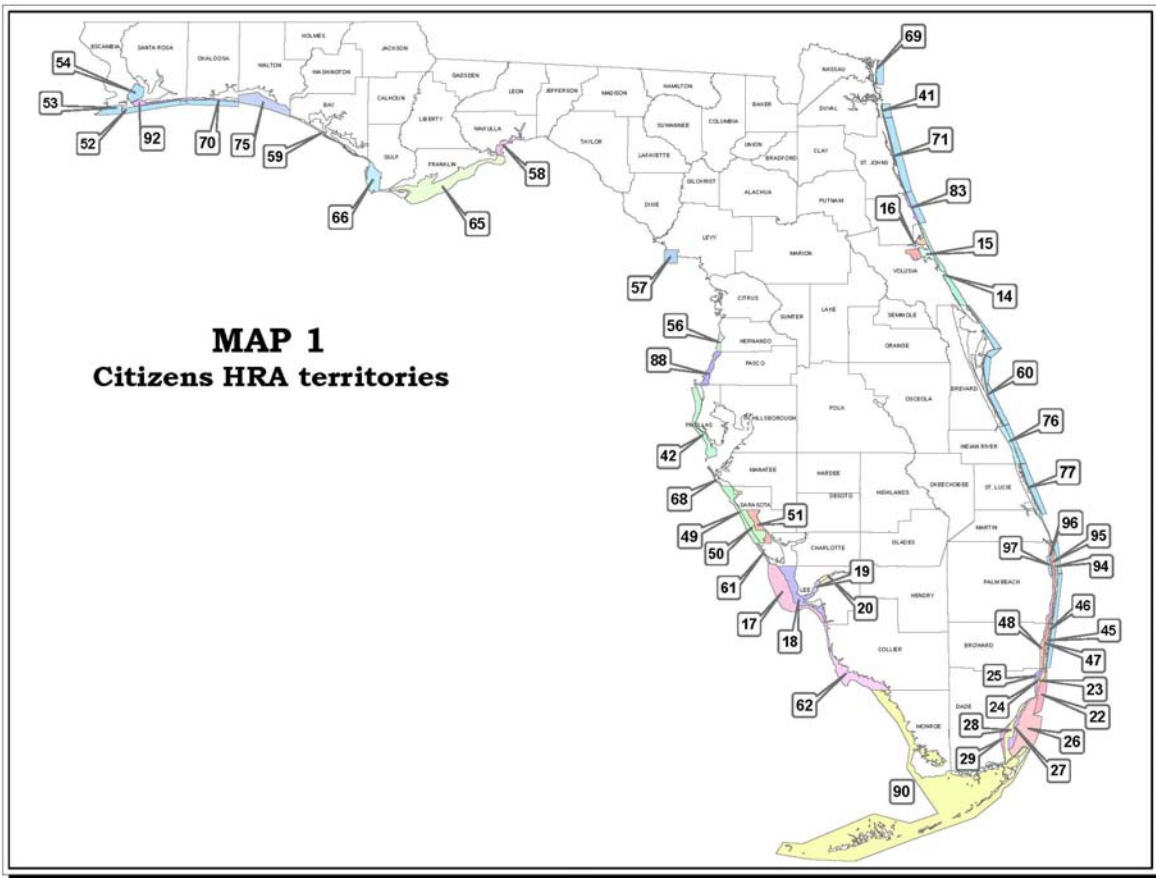 ESCAMBIA
SANTA ROSA
OKALOOSA
WALTON
HOLMES
WASHINGTON
JACKSON
BAY
CALHOUN
GULF
GADSDEN
LIBERTY
LEON
WAKULLA
FRANKLIN
JEFFERSON
MADISON
TAYLOR
HAMILTON
SUWANNEE
LAFAYETTE
DIXIE
COLUMBIA
GILCHRIST
BAKER
UNION
BRADFORD
ALACHUA
LEVY
NASSAU
DUVAL
CLAY
ST. JOHNS
PUTNAM
MARION
VOLUSIA
CITRUS
SUMTER
LAKE
SEMINOLE
HERNANDO
ORANGE
PASCO
BREVARD
OSCEOLA
HILLSBOROUGH
POLK
PINELLAS
INDIAN RIVER
MANATEE
HARDEE
OKEECHOBEE
ST. LUCIE
HIGHLANDS
DESOTO
SARASOTA
MARTIN
CHARLOTTE
GLADES
LEE
HENDRY
PALM BEACH
COLLIER
BROWARD
DADE
MONROE
54
53
52
92
70
75
59
66
65
58
57
69
41
71
83
16
15
14
MAP 1
Citizens HRA territories
56
88
60
42
76
77
68
49
50
51
61
17
18
19
20
96
95
97
94
46
45
48
47
25
23
24
22
62
28
26
29
27
90